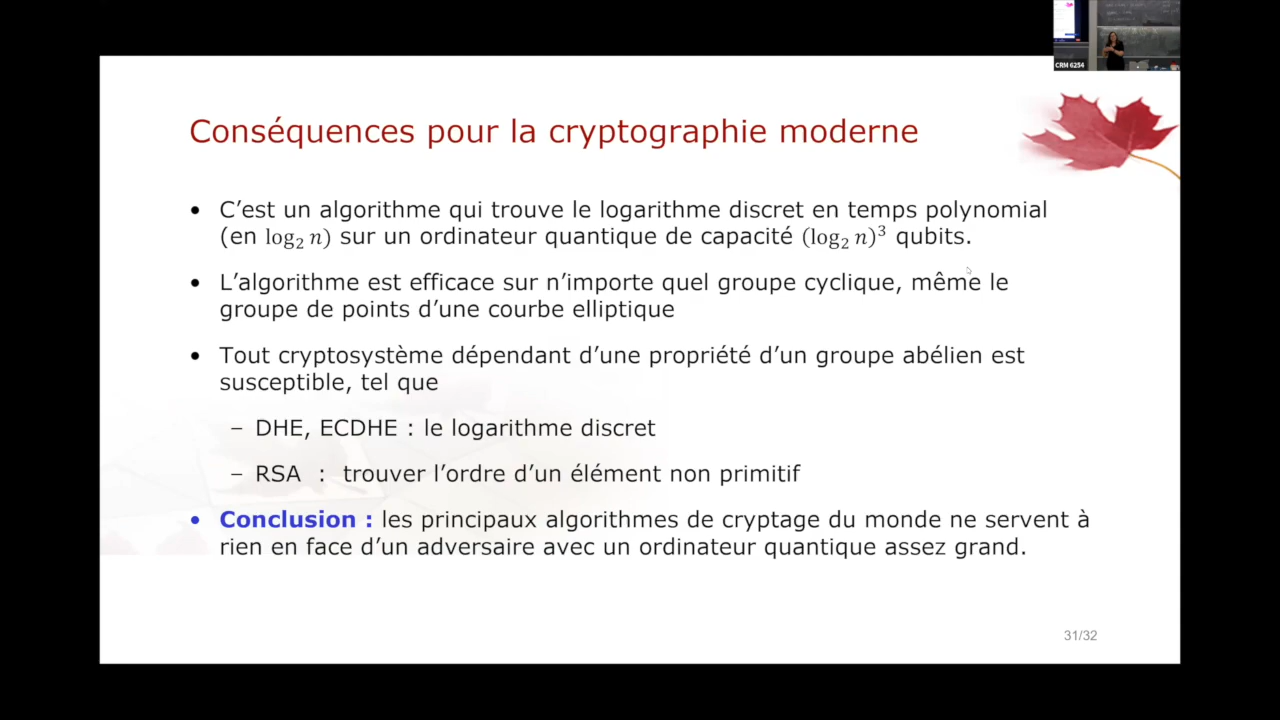 CRM 6254
Conséquences pour la cryptographie moderne
• C’est un algorithme qui trouve le logarithme discret en temps polynomial
(en log₂ n) sur un ordinateur quantique de capacité (log₂ n)³ qubits.
• L’algorithme est efficace sur n’importe quel groupe cyclique, même le
groupe de points d’une courbe elliptique
• Tout cryptosystème dépendant d’une propriété d’un groupe abélien est
susceptible, tel que
– DHE, ECDHE : le logarithme discret
– RSA : trouver l’ordre d’un élément non primitif
• Conclusion : les principaux algorithmes de cryptage du monde ne servent à
rien en face d’un adversaire avec un ordinateur quantique assez grand.
31/32